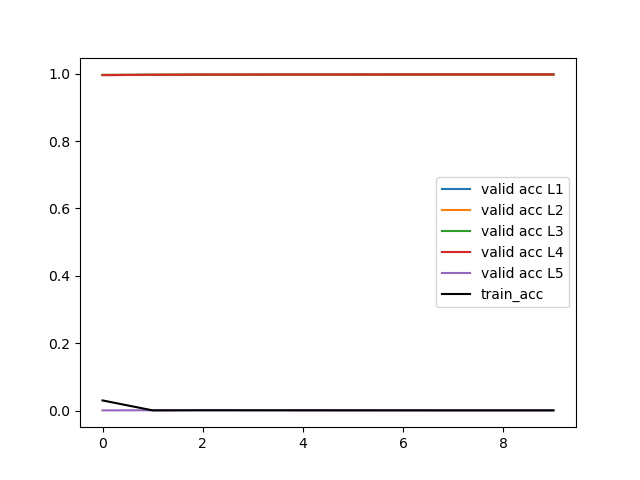 1.0
0.8
0.6
0.4
0.2
0.0
valid acc L1
valid acc L2
valid acc L3
valid acc L4
valid acc L5
train_acc
0 2 4 6 8